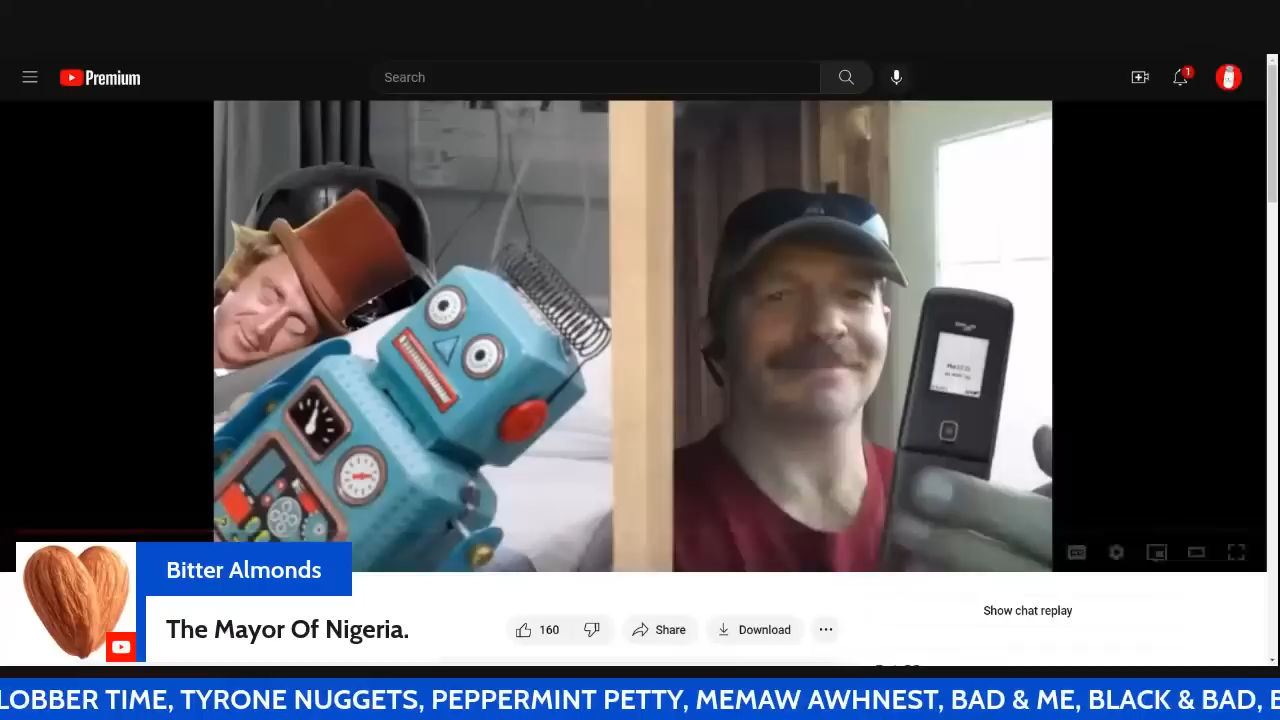 Premium
Search
1
Bitter Almonds
The Mayor Of Nigeria.
160
Share
Download
Show chat replay
LOBBER TIME, TYRONE NUGGETS, PEPPERMINT PETTY, MEMAW AWHNEST, BAD & ME, BLACK & BAD,